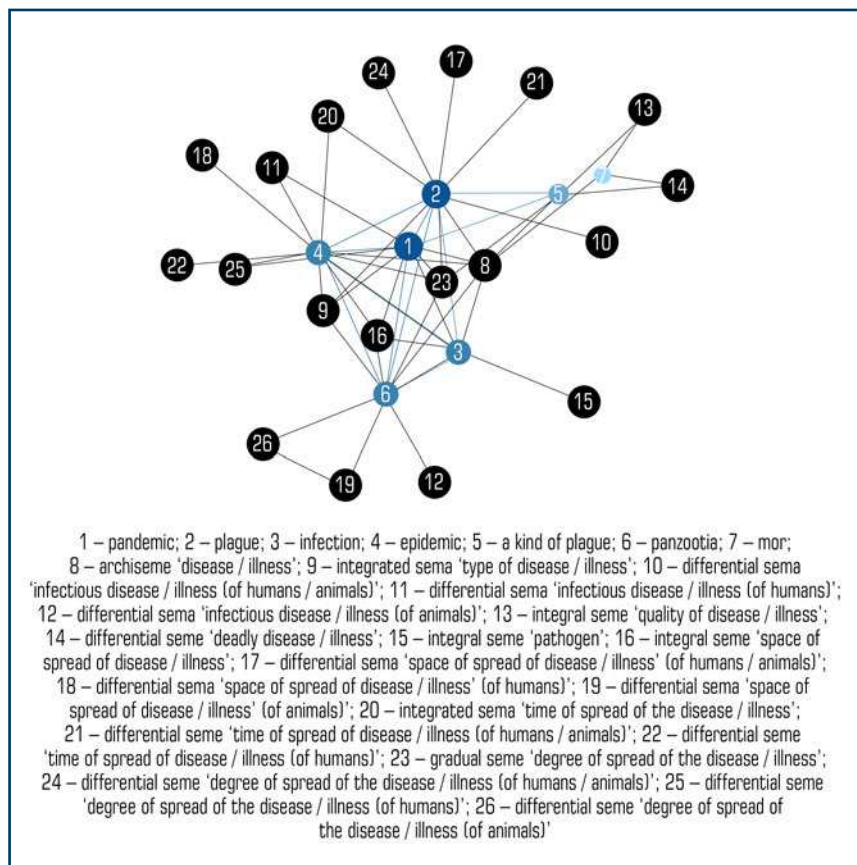 24
17
21
13
20
18
11
7
14
2
5
10
4
1
8
22
25
23
9
16
3
6
15
26
19
12
1 – pandemic; 2 – plague; 3 – infection; 4 – epidemic; 5 – a kind of plague; 6 – panzootia; 7 – mor;
8 – archiseme ‘disease / illness’; 9 – integrated sema ‘type of disease / illness’; 10 – differential sema
‘infectious disease / illness (of humans / animals)’; 11 – differential sema ‘infectious disease / illness (of humans)’;
12 – differential sema ‘infectious disease / illness (of animals)’; 13 – integral seme ‘quality of disease / illness’;
14 – differential seme ‘deadly disease / illness’; 15 – integral seme ‘pathogen’; 16 – integral seme ‘space of
spread of disease / illness’; 17 – differential sema ‘space of spread of disease / illness’ (of humans / animals)’;
18 – differential sema ‘space of spread of disease / illness’ (of humans)’; 19 – differential sema ‘space of
spread of disease / illness’ (of animals)’; 20 – integrated sema ‘time of spread of the disease / illness’;
21 – differential seme ‘time of spread of disease / illness (of humans / animals)’; 22 – differential seme
‘time of spread of disease / illness (of humans)’; 23 – gradual seme ‘degree of spread of the disease / illness’;
24 – differential seme ‘degree of spread of the disease / illness (of humans / animals)’; 25 – differential seme
‘degree of spread of the disease / illness (of humans)’; 26 – differential seme ‘degree of spread of
the disease / illness (of animals)’